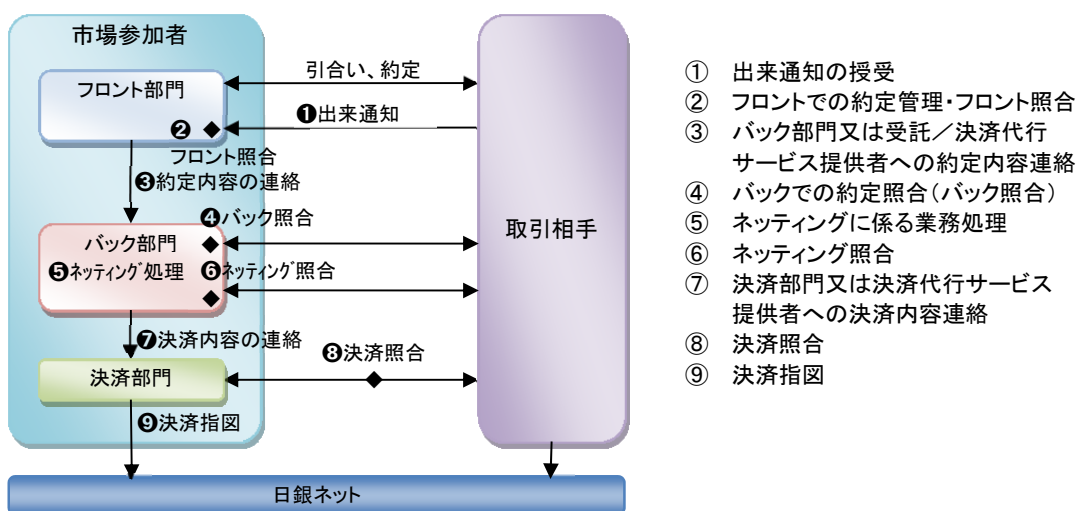 市場参加者
フロント部門
引合い、約定
❶出来通知
❷ ◆
フロント照合
❸約定内容の連絡
❹バック照合
バック部門 ◆
❺ネッティング処理
❻ネッティング照合
◆
取引相手
❼決済内容の連絡
❽決済照合
決済部門
❾決済指図
日銀ネット
① 出来通知の授受
② フロントでの約定管理・フロント照合
③ バック部門又は受託／決済代行
サービス提供者への約定内容連絡
④ バックでの約定照合（バック照合）
⑤ ネッティングに係る業務処理
⑥ ネッティング照合
⑦ 決済部門又は決済代行サービス
提供者への決済内容連絡
⑧ 決済照合
⑨ 決済指図